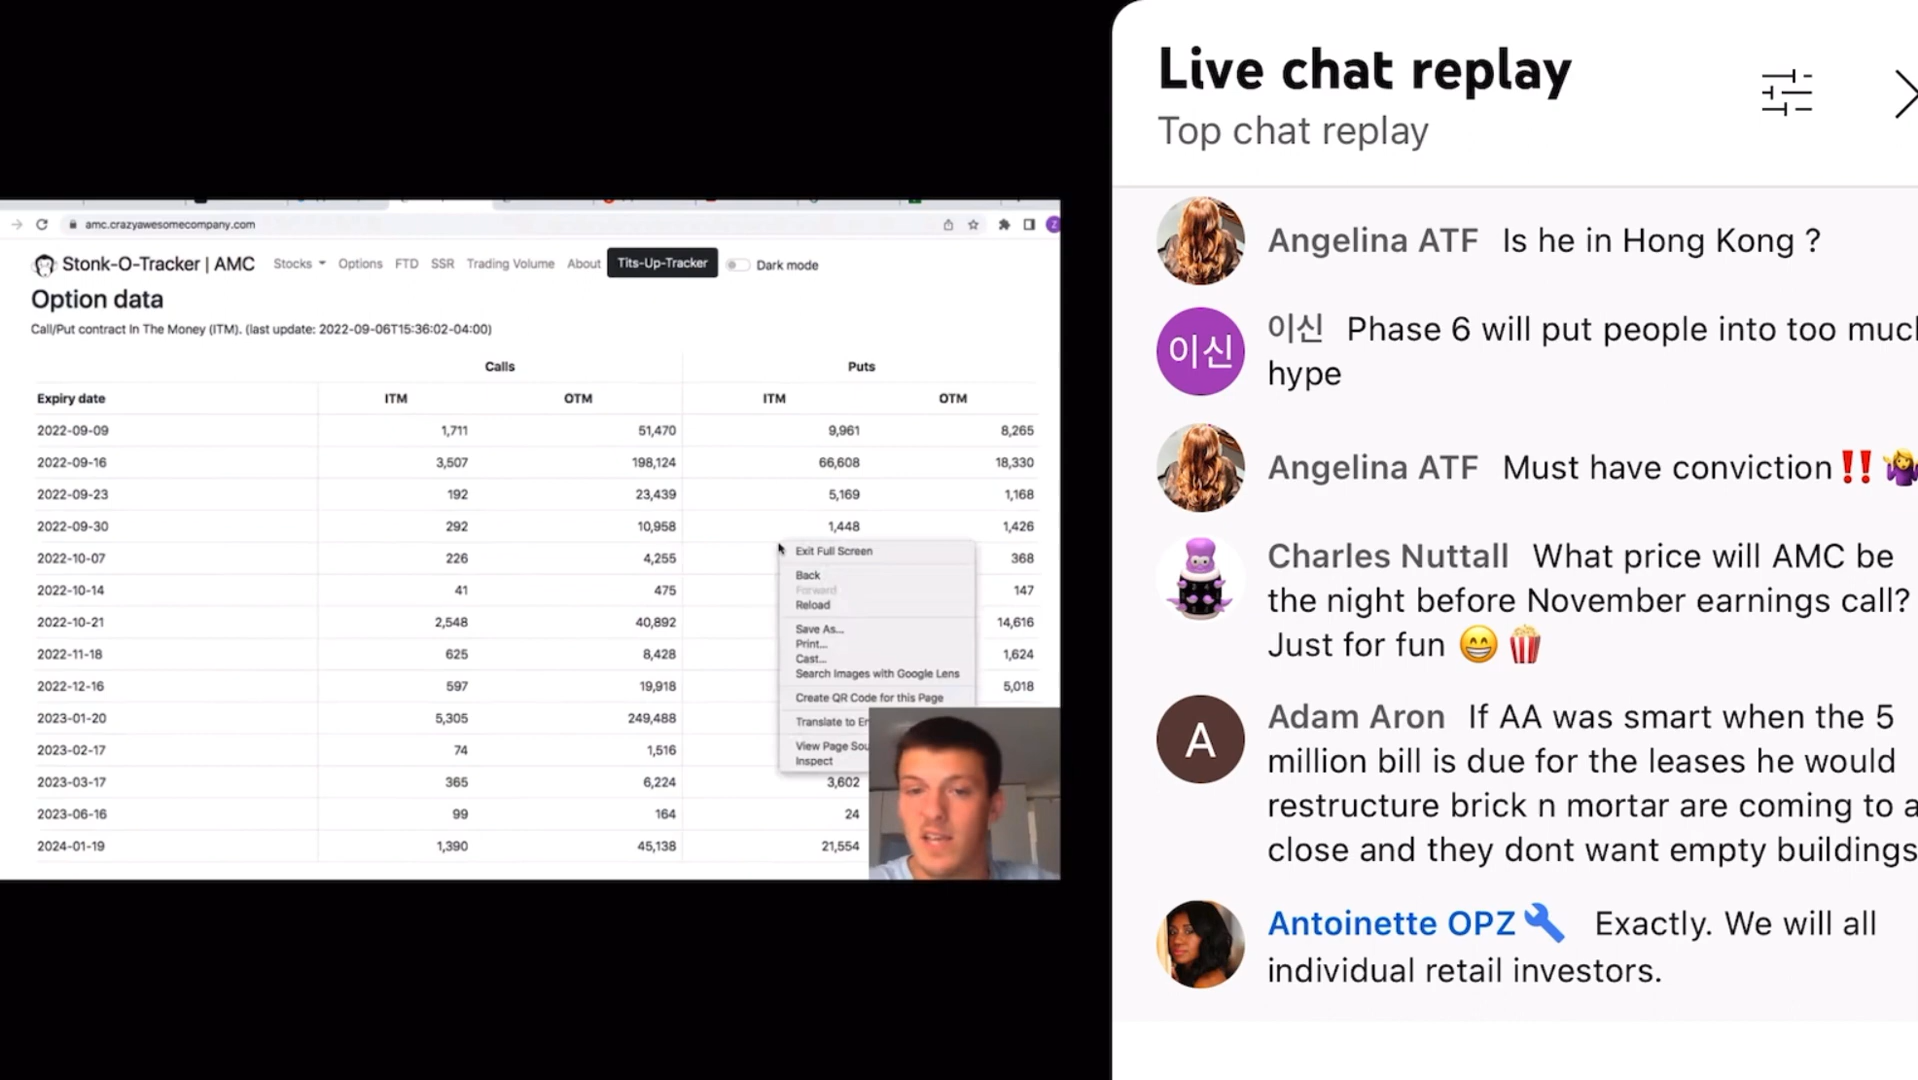 amc.crazyawesomecompany.com
Z
Stonk-O-Tracker | AMC Stocks Options FTD SSR Trading Volume About Tits-Up-Tracker Dark mode
Option data
Call/Put contract In The Money (ITM). (last update: 2022-09-06T15:36:02-04:00)
Calls Puts
Expiry date ITM OTM ITM OTM
2022-09-09 1,711 51,470 9,961 8,265
2022-09-16 3,507 198,124 66,608 18,330
2022-09-23 192 23,439 5,169 1,168
2022-09-30 292 10,958 1,448 1,426
2022-10-07 226 4,255 368
2022-10-14 41 475 147
2022-10-21 2,548 40,892 14,616
2022-11-18 625 8,428 1,624
2022-12-16 597 19,918 5,018
2023-01-20 5,305 249,488
2023-02-17 74 1,516
2023-03-17 365 6,224 3,602
2023-06-16 99 164 24
2024-01-19 1,390 45,138 21,554
Exit Full Screen
Back
Forward
Reload
Save As...
Print...
Cast...
Search Images with Google Lens
Create QR Code for this Page
Translate to En
View Page Sou
Inspect
Live chat replay
Top chat replay
Angelina ATF Is he in Hong Kong ?
이신
이신 Phase 6 will put people into too much
hype
Angelina ATF Must have conviction‼️🤷‍♀️
Charles Nuttall What price will AMC be
the night before November earnings call?
Just for fun 😁🍿
A
Adam Aron If AA was smart when the 5
million bill is due for the leases he would
restructure brick n mortar are coming to a
close and they dont want empty buildings
Antoinette OPZ🔧 Exactly. We will all
individual retail investors.